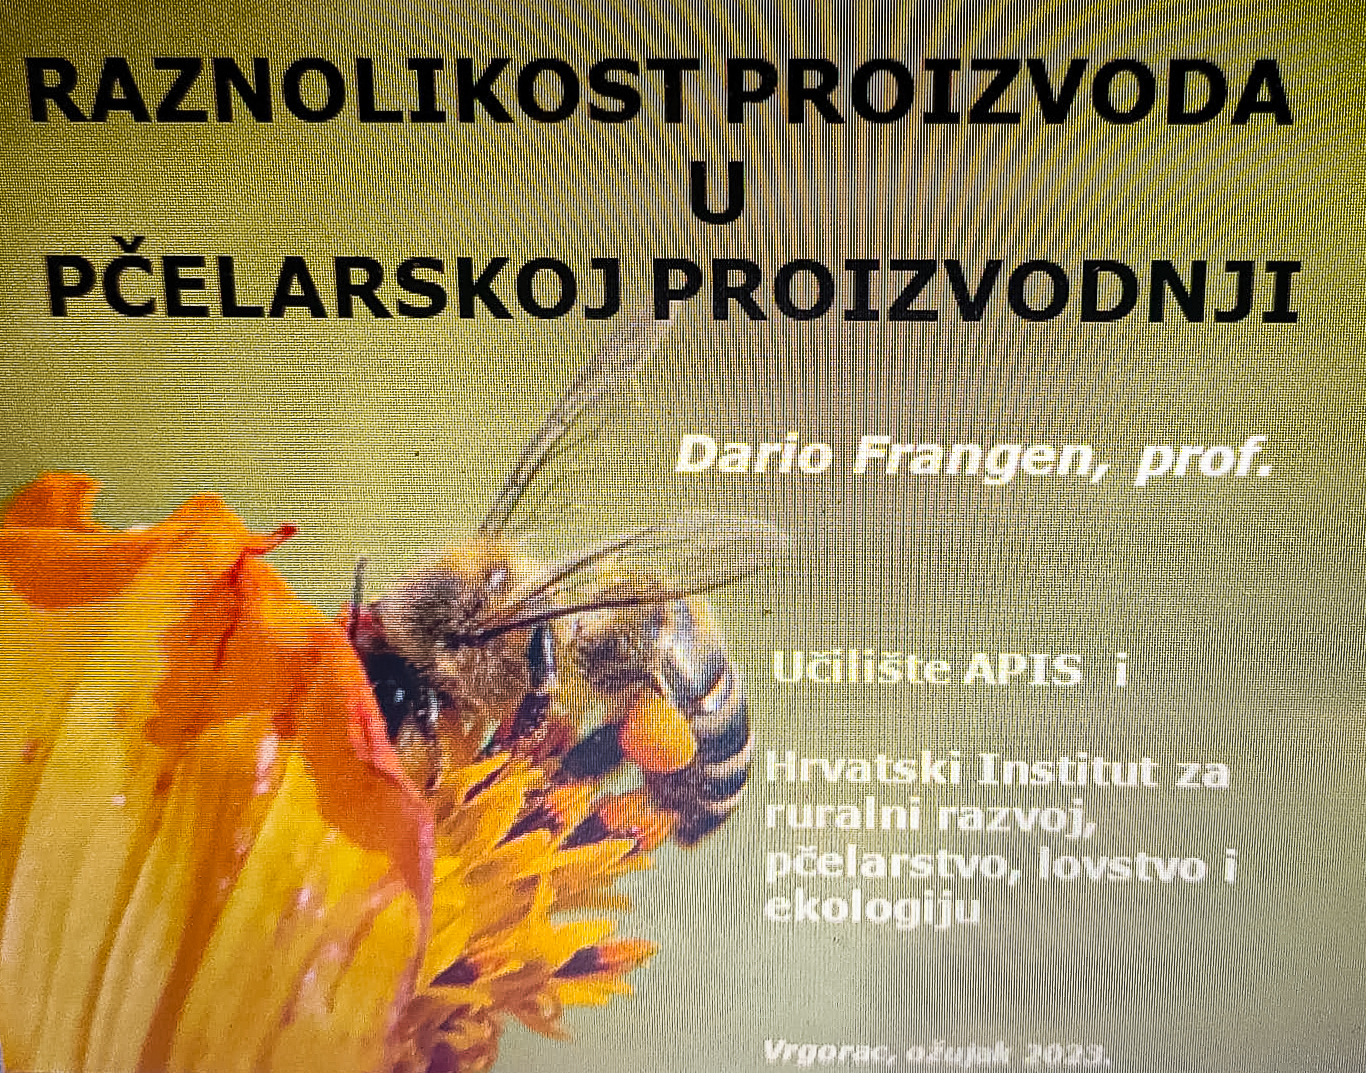 RAZNOLIKOST PROIZVODA
U
PČELARSKOJ PROIZVODNJI
Dario Frangen, prof.
Učilište APIS i
Hrvatski Institut za
ruralni razvoj,
pčelarstvo, lovstvo i
ekologiju
Vrgorac, ožujak 2023.